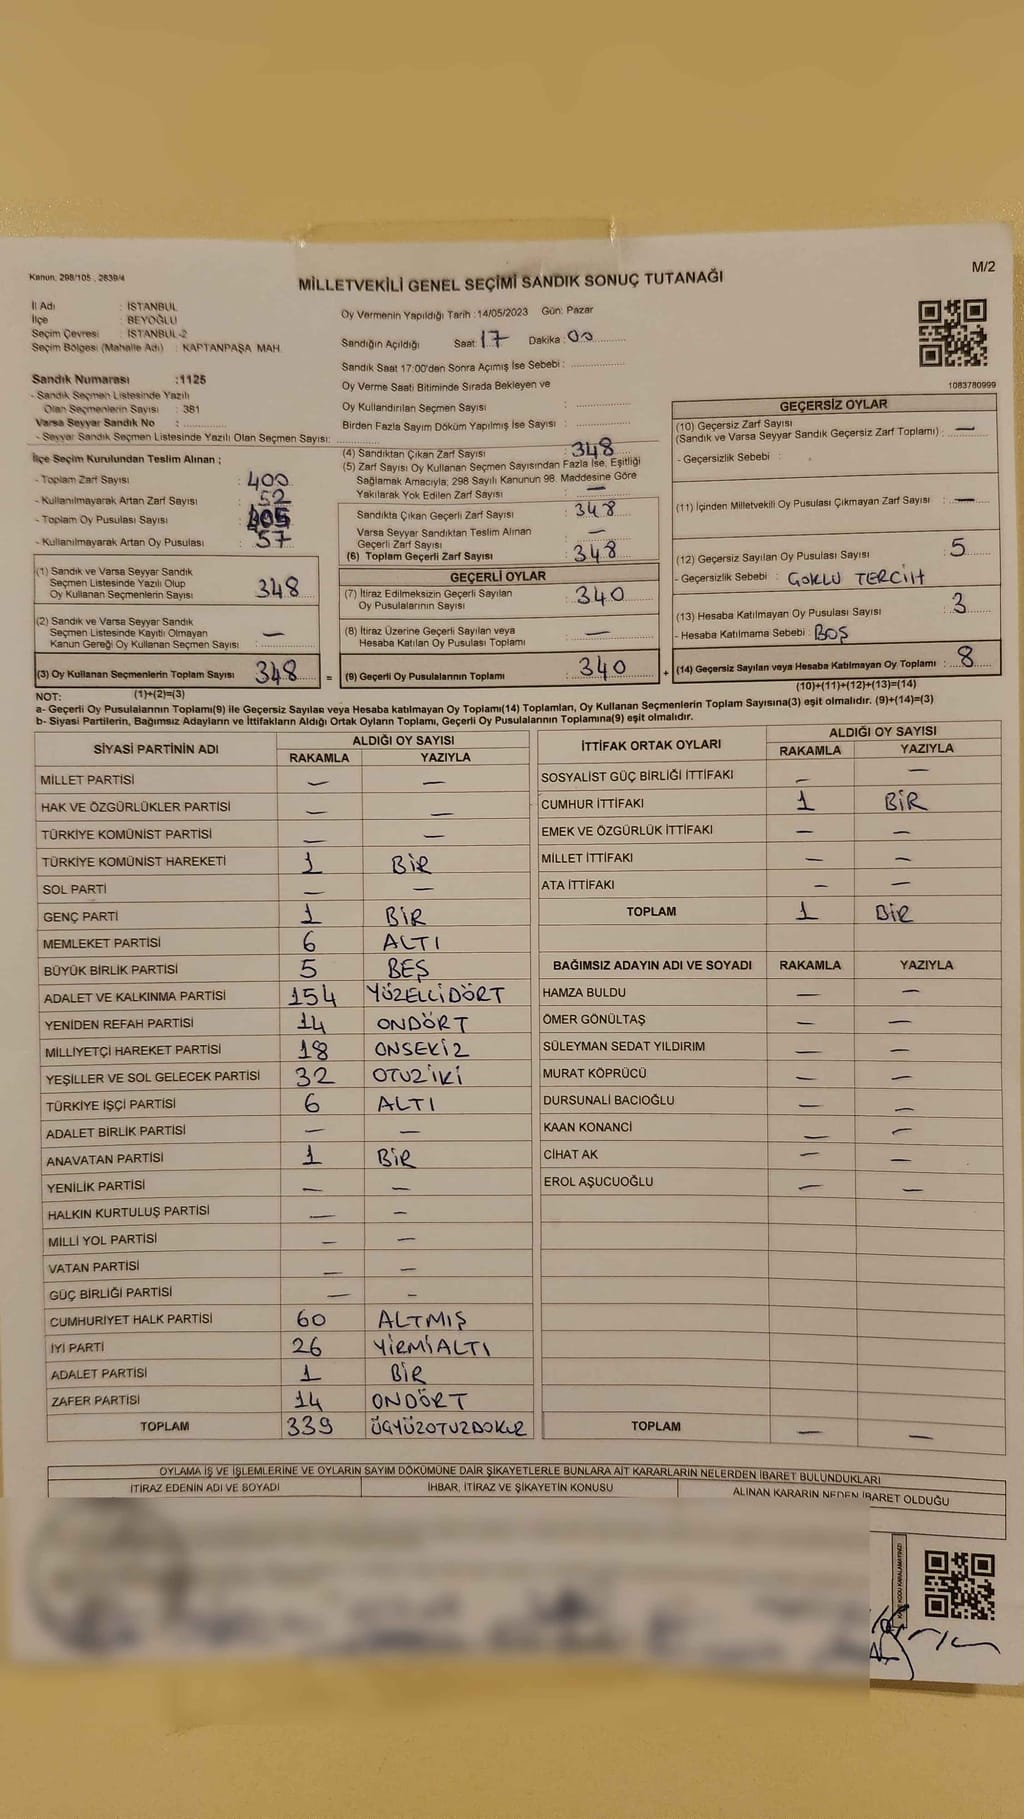 Kanun: 298/105 , 2839/4
M/2
MİLLETVEKİLİ GENEL SEÇİMİ SANDIK SONUÇ TUTANAĞI
İl Adı : İSTANBUL
İlçe : BEYOĞLU
Seçim Çevresi : İSTANBUL-2
Seçim Bölgesi (Mahalle Adı) : KAPTANPAŞA MAH.
Sandık Numarası :1125
- Sandık Seçmen Listesinde Yazılı
Olan Seçmenlerin Sayısı : 381
Varsa Seyyar Sandık No :
- Seyyar Sandık Seçmen Listesinde Yazılı Olan Seçmen Sayısı:
İlçe Seçim Kurulundan Teslim Alınan ;
- Toplam Zarf Sayısı : 400
- Kullanılmayarak Artan Zarf Sayısı : 52
- Toplam Oy Pusulası Sayısı : 405
- Kullanılmayarak Artan Oy Pusulası : 57
(1) Sandık ve Varsa Seyyar Sandık
Seçmen Listesinde Yazılı Olup
Oy Kullanan Seçmenlerin Sayısı : 348
(2) Sandık ve Varsa Seyyar Sandık
Seçmen Listesinde Kayıtlı Olmayan
Kanun Gereği Oy Kullanan Seçmen Sayısı : —
(3) Oy Kullanan Seçmenlerin Toplam Sayısı : 348 =
(1)+(2)=(3)
Oy Vermenin Yapıldığı Tarih :14/05/2023 Gün: Pazar
Sandığın Açıldığı Saat: 17 Dakika : 00
Sandık Saat 17:00'den Sonra Açımış İse Sebebi :
Oy Verme Saati Bitiminde Sırada Bekleyen ve
Oy Kullandırılan Seçmen Sayısı :
Birden Fazla Sayım Döküm Yapılmış İse Sayısı :
(4) Sandıktan Çıkan Zarf Sayısı : 348
(5) Zarf Sayısı Oy Kullanan Seçmen Sayısından Fazla İse, Eşitliği
Sağlamak Amacıyla, 298 Sayılı Kanunun 98. Maddesine Göre
Yakılarak Yok Edilen Zarf Sayısı : —
Sandıkta Çıkan Geçerli Zarf Sayısı : 348
Varsa Seyyar Sandıktan Teslim Alınan
Geçerli Zarf Sayısı : —
(6) Toplam Geçerli Zarf Sayısı : 348
GEÇERLİ OYLAR
(7) İtiraz Edilmeksizin Geçerli Sayılan
Oy Pusulalarının Sayısı : 340
(8) İtiraz Üzerine Geçerli Sayılan veya
Hesaba Katılan Oy Pusulası Toplamı : —
(9) Geçerli Oy Pusulalarının Toplamı : 340 +
1083780999
GEÇERSİZ OYLAR
(10) Geçersiz Zarf Sayısı
(Sandık ve Varsa Seyyar Sandık Geçersiz Zarf Toplamı) : —
- Geçersizlik Sebebi :
(11) İçinden Milletvekili Oy Pusulası Çıkmayan Zarf Sayısı : —
(12) Geçersiz Sayılan Oy Pusulası Sayısı : 5
- Geçersizlik Sebebi : ÇOKLU TERCİH
(13) Hesaba Katılmayan Oy Pusulası Sayısı : 3
- Hesaba Katılmama Sebebi : BOŞ
(14) Geçersiz Sayılan veya Hesaba Katılmayan Oy Toplamı : 8
(10)+(11)+(12)+(13)=(14)
NOT:
a- Geçerli Oy Pusulalarının Toplamı(9) ile Geçersiz Sayılan veya Hesaba katılmayan Oy Toplamı(14) Toplamları, Oy Kullanan Seçmenlerin Toplam Sayısına(3) eşit olmalıdır. (9)+(14)=(3)
b- Siyasi Partilerin, Bağımsız Adayların ve İttifakların Aldığı Ortak Oyların Toplamı, Geçerli Oy Pusulalarının Toplamına(9) eşit olmalıdır.
SİYASİ PARTİNİN ADI ALDIĞI OY SAYISI
RAKAMLA YAZIYLA
MİLLET PARTİSİ — —
HAK VE ÖZGÜRLÜKLER PARTİSİ — —
TÜRKİYE KOMÜNİST PARTİSİ — —
TÜRKİYE KOMÜNİST HAREKETİ 1 BİR
SOL PARTİ — —
GENÇ PARTİ 1 BİR
MEMLEKET PARTİSİ 6 ALTI
BÜYÜK BİRLİK PARTİSİ 5 BEŞ
ADALET VE KALKINMA PARTİSİ 154 YÜZELLİDÖRT
YENİDEN REFAH PARTİSİ 14 ONDÖRT
MİLLİYETÇİ HAREKET PARTİSİ 18 ONSEKİZ
YEŞİLLER VE SOL GELECEK PARTİSİ 32 OTUZİKİ
TÜRKİYE İŞÇİ PARTİSİ 6 ALTI
ADALET BİRLİK PARTİSİ — —
ANAVATAN PARTİSİ 1 BİR
YENİLİK PARTİSİ — —
HALKIN KURTULUŞ PARTİSİ — —
MİLLİ YOL PARTİSİ — —
VATAN PARTİSİ — —
GÜÇ BİRLİĞİ PARTİSİ — -
CUMHURİYET HALK PARTİSİ 60 ALTMIŞ
İYİ PARTİ 26 YİRMİALTI
ADALET PARTİSİ 1 BİR
ZAFER PARTİSİ 14 ONDÖRT
TOPLAM 339 ÜÇYÜZOTUZDOKUZ
İTTİFAK ORTAK OYLARI ALDIĞI OY SAYISI
RAKAMLA YAZIYLA
SOSYALİST GÜÇ BİRLİĞİ İTTİFAKI — —
CUMHUR İTTİFAKI 1 BİR
EMEK VE ÖZGÜRLÜK İTTİFAKI — —
MİLLET İTTİFAKI — —
ATA İTTİFAKI — —
TOPLAM 1 BİR
BAĞIMSIZ ADAYIN ADI VE SOYADI RAKAMLA YAZIYLA
HAMZA BULDU — —
ÖMER GÖNÜLTAŞ — —
SÜLEYMAN SEDAT YILDIRIM — —
MURAT KÖPRÜCÜ — —
DURSUNALİ BACIOĞLU — —
KAAN KONANCİ — —
CİHAT AK — —
EROL AŞUCUOĞLU — —
TOPLAM — —
OYLAMA İŞ VE İŞLEMLERİNE VE OYLARIN SAYIM DÖKÜMÜNE DAİR ŞİKAYETLERLE BUNLARA AİT KARARLARIN NELERDEN İBARET BULUNDUKLARI
İTİRAZ EDENİN ADI VE SOYADI İHBAR, İTİRAZ VE ŞİKAYETİN KONUSU ALINAN KARARIN NEDEN İBARET OLDUĞU